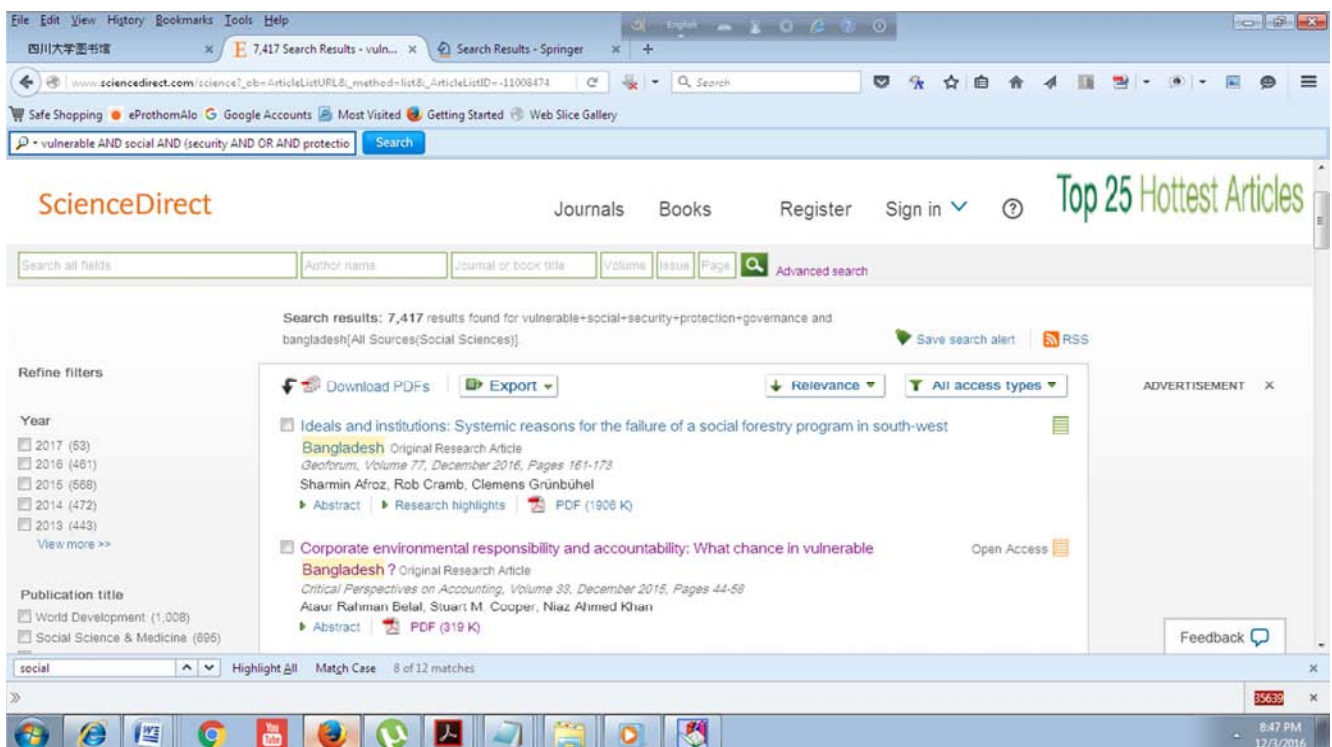 File Edit View History Bookmarks Tools Help
English
四川大学图书馆 ×
7,417 Search Results - vuln... ×
Search Results - Springer × +
www.sciencedirect.com/science?_ob=ArticleListURL&_method=list&_ArticleListID=-11008474
Search
Safe Shopping eProthomAlo Google Accounts Most Visited Getting Started Web Slice Gallery
vulnerable AND social AND (security AND OR AND protectio Search
ScienceDirect
Journals Books Register Sign in ?
Top 25 Hottest Articles
Search all fields Author name Journal or book title Volume Issue Page Advanced search
Search results: 7,417 results found for vulnerable+social+security+protection+governance and
bangladesh[All Sources(Social Sciences)].
Save search alert RSS
Refine filters
Download PDFs Export Relevance All access types
ADVERTISEMENT ×
Year
2017 (53)
2016 (461)
2015 (568)
2014 (472)
2013 (443)
View more >>
Publication title
World Development (1,008)
Social Science & Medicine (695)
Ideals and institutions: Systemic reasons for the failure of a social forestry program in south-west
Bangladesh Original Research Article
Geoforum, Volume 77, December 2016, Pages 161-173
Sharmin Afroz, Rob Cramb, Clemens Grünbühel
Abstract Research highlights PDF (1906 K)
Corporate environmental responsibility and accountability: What chance in vulnerable
Open Access
Bangladesh? Original Research Article
Critical Perspectives on Accounting, Volume 33, December 2015, Pages 44-58
Ataur Rahman Belal, Stuart M. Cooper, Niaz Ahmed Khan
Abstract PDF (319 K)
Feedback
social Highlight All Match Case 8 of 12 matches ×
» 35639 ×
You Tube
8:47 PM
12/3/2016